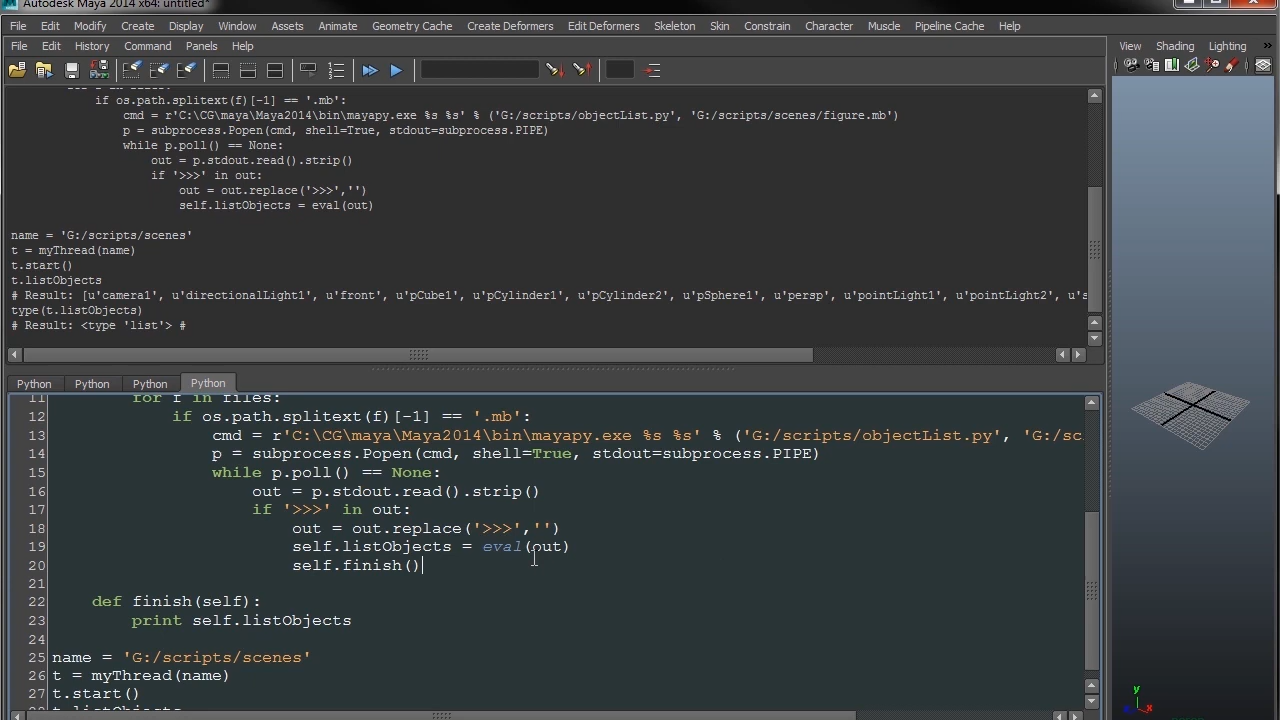 Autodesk Maya 2014 x64: untitled*
File Edit Modify Create Display Window Assets Animate Geometry Cache Create Deformers Edit Deformers Skeleton Skin Constrain Character Muscle Pipeline Cache Help
File Edit History Command Panels Help
View Shading Lighting »
if os.path.splitext(f)[-1] == '.mb':
cmd = r'C:\CG\maya\Maya2014\bin\mayapy.exe %s %s' % ('G:/scripts/objectList.py', 'G:/scripts/scenes/figure.mb')
p = subprocess.Popen(cmd, shell=True, stdout=subprocess.PIPE)
while p.poll() == None:
out = p.stdout.read().strip()
if '>>>' in out:
out = out.replace('>>>','')
self.listObjects = eval(out)
name = 'G:/scripts/scenes'
t = myThread(name)
t.start()
t.listObjects
# Result: [u'camera1', u'directionalLight1', u'front', u'pCube1', u'pCylinder1', u'pCylinder2', u'pSphere1', u'persp', u'pointLight1', u'pointLight2', u's
type(t.listObjects)
# Result: <type 'list'> #
Python Python Python Python
11 for f in files:
12 if os.path.splitext(f)[-1] == '.mb':
13 cmd = r'C:\CG\maya\Maya2014\bin\mayapy.exe %s %s' % ('G:/scripts/objectList.py', 'G:/sc
14 p = subprocess.Popen(cmd, shell=True, stdout=subprocess.PIPE)
15 while p.poll() == None:
16 out = p.stdout.read().strip()
17 if '>>>' in out:
18 out = out.replace('>>>','')
19 self.listObjects = eval(out)
20 self.finish()
21
22 def finish(self):
23 print self.listObjects
24
25 name = 'G:/scripts/scenes'
26 t = myThread(name)
27 t.start()
t.listObjects
y
x